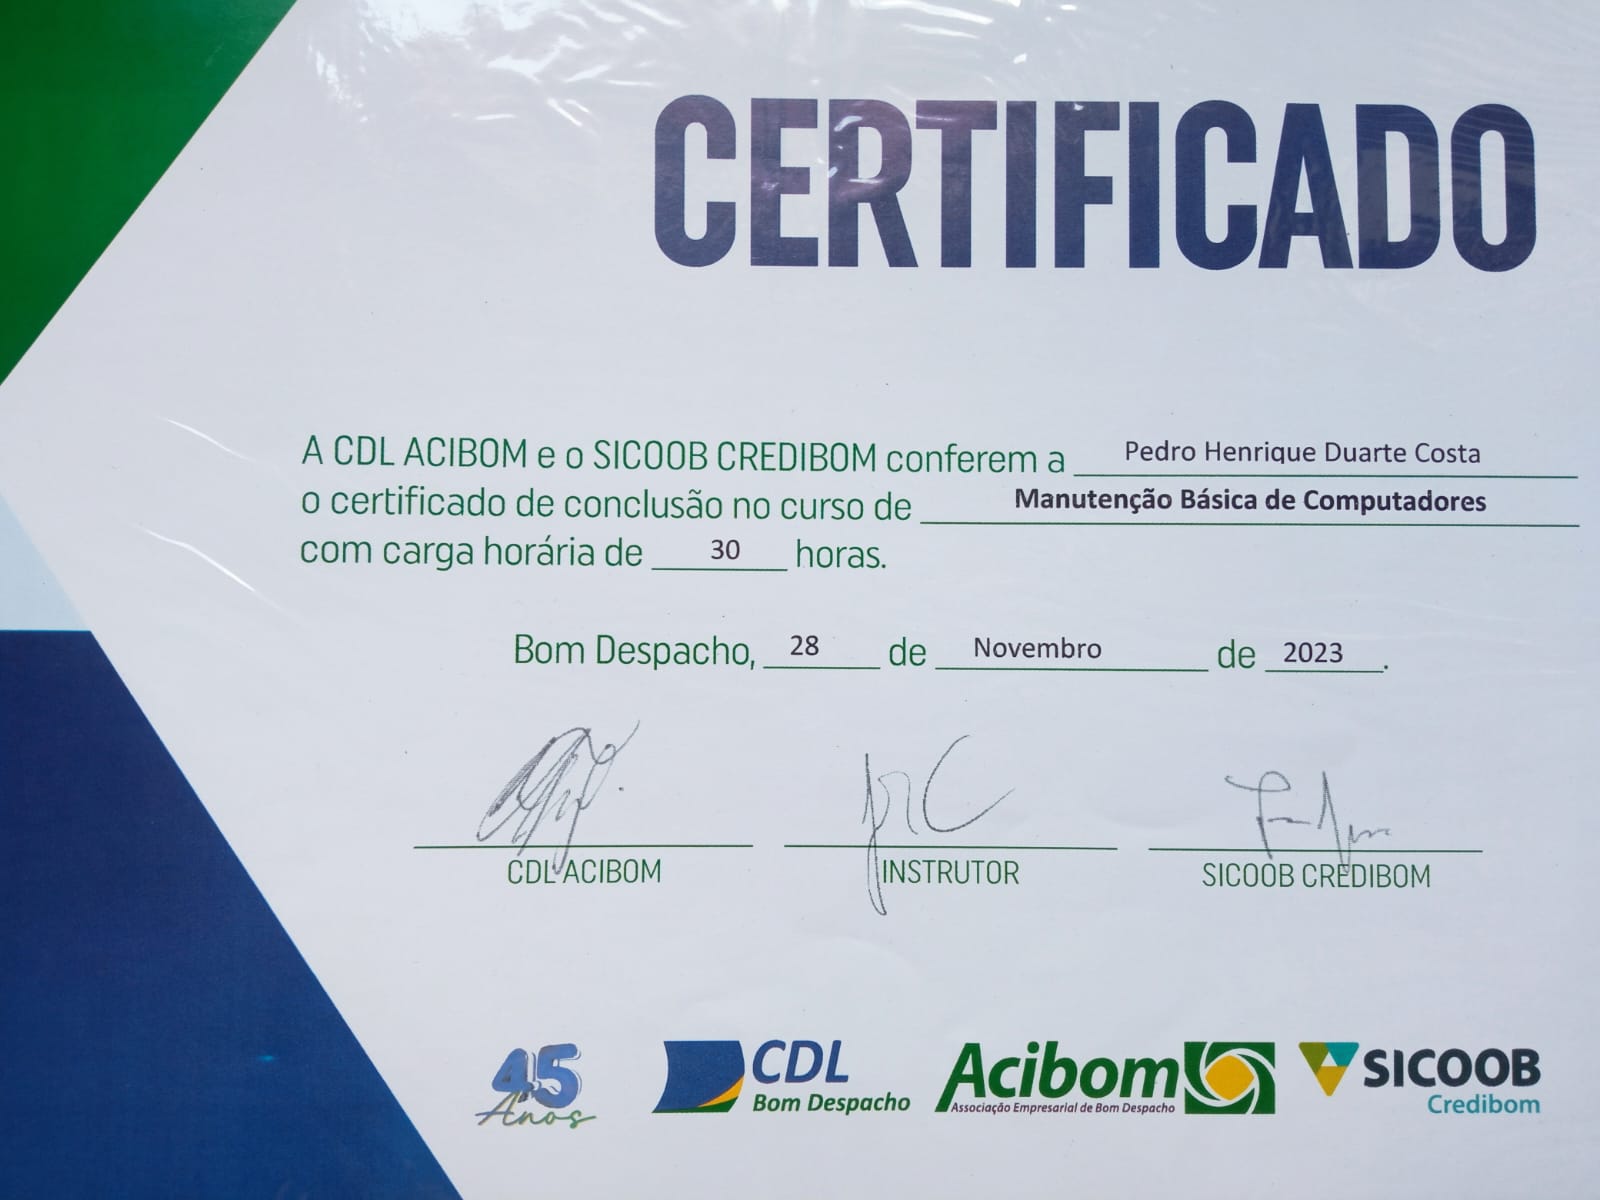 CERTIFICADO
A CDL ACIBOM e o SICOOB CREDIBOM conferem a Pedro Henrique Duarte Costa
o certificado de conclusão no curso de Manutenção Básica de Computadores
com carga horária de 30 horas.
Bom Despacho, 28 de Novembro de 2023.
CDL ACIBOM INSTRUTOR SICOOB CREDIBOM
45 Anos
CDL
Bom Despacho
Acibom
Associação Empresarial de Bom Despacho
SICOOB
Credibom